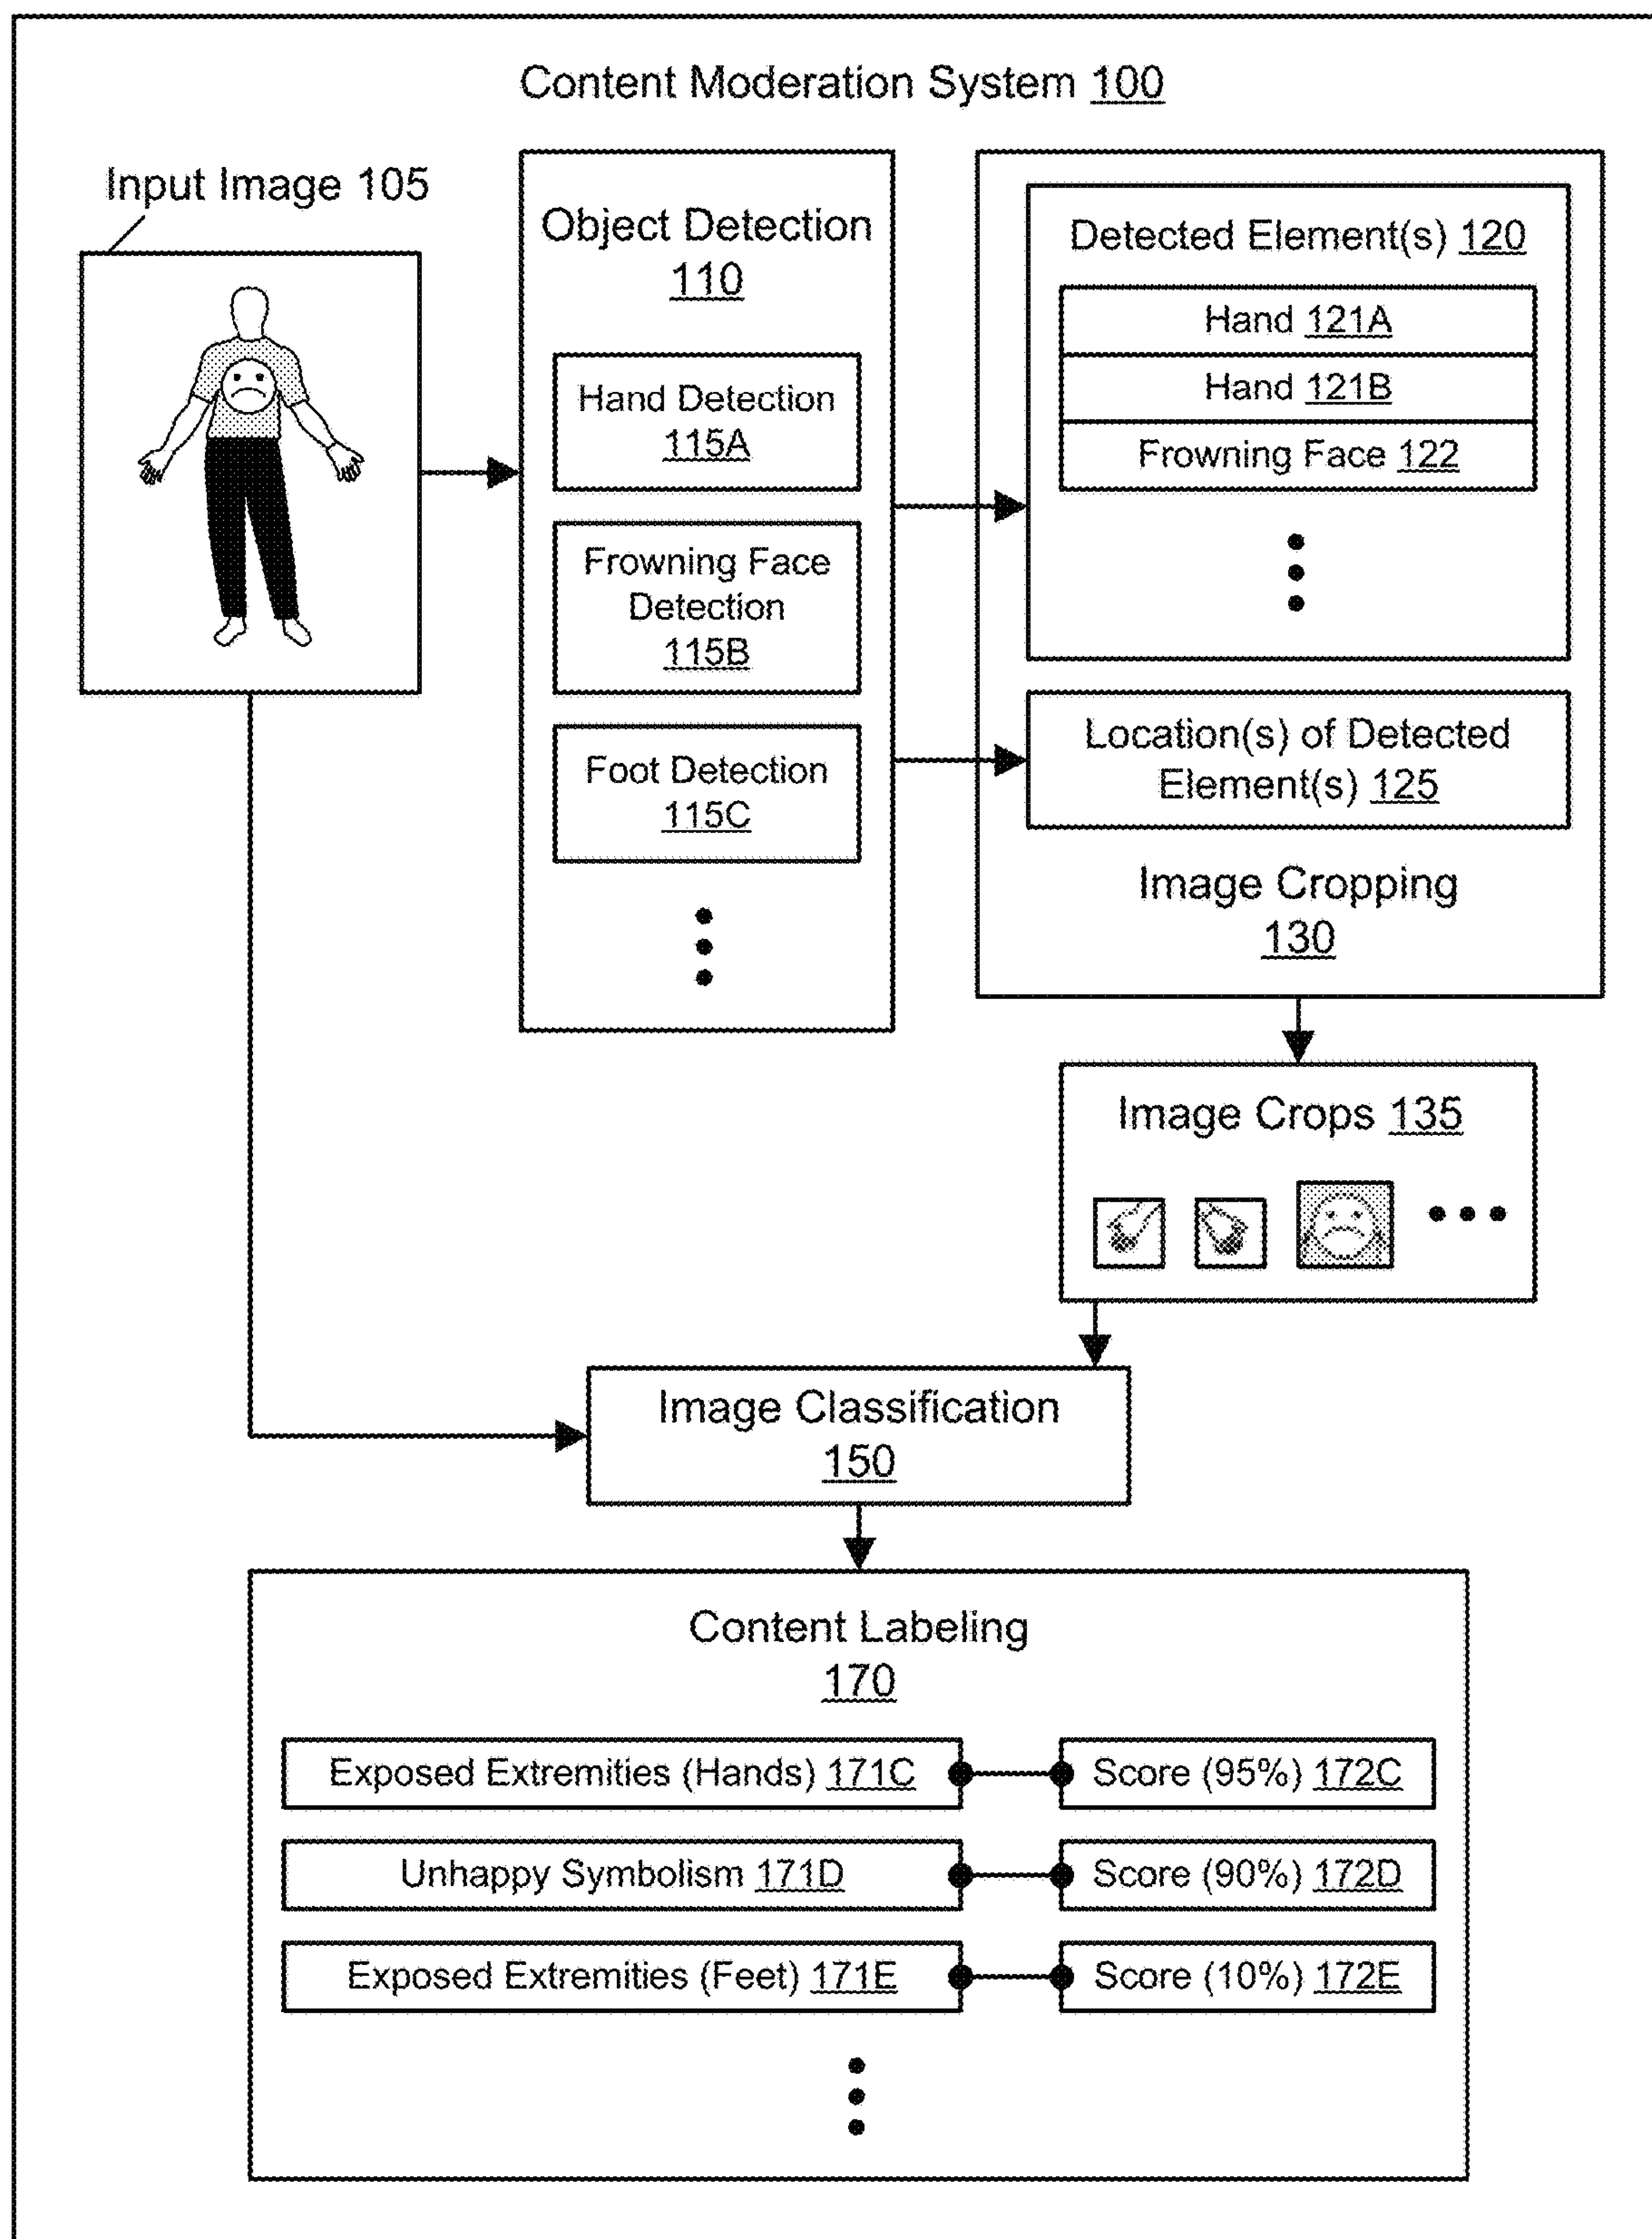 Content Moderation System 100
Input Image 105
Object Detection
110
Hand Detection
115A
Frowning Face
Detection
115B
Foot Detection
115C
Detected Element(s) 120
Hand 121A
Hand 121B
Frowning Face 122
Location(s) of Detected
Element(s) 125
Image Cropping
130
Image Crops 135
Image Classification
150
Content Labeling
170
Exposed Extremities (Hands) 171C
Score (95%) 172C
Unhappy Symbolism 171D
Score (90%) 172D
Exposed Extremities (Feet) 171E
Score (10%) 172E